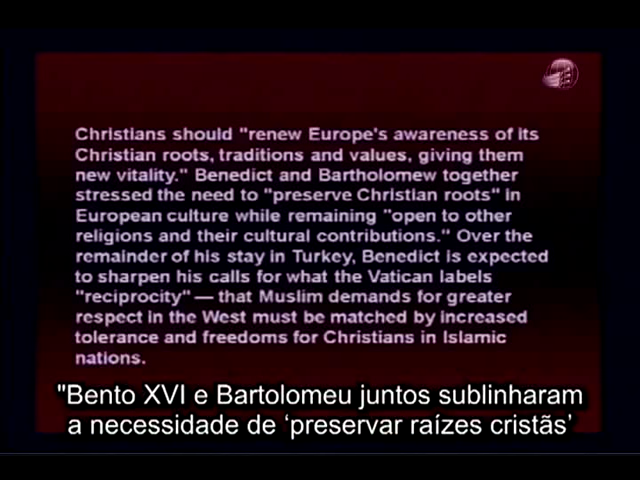 Christians should "renew Europe's awareness of its
Christian roots, traditions and values, giving them
new vitality." Benedict and Bartholomew together
stressed the need to "preserve Christian roots" in
European culture while remaining "open to other
religions and their cultural contributions." Over the
remainder of his stay in Turkey, Benedict is expected
to sharpen his calls for what the Vatican labels
"reciprocity" — that Muslim demands for greater
respect in the West must be matched by increased
tolerance and freedoms for Christians in Islamic
nations.
"Bento XVI e Bartolomeu juntos sublinharam
a necessidade de ‘preservar raízes cristãs’